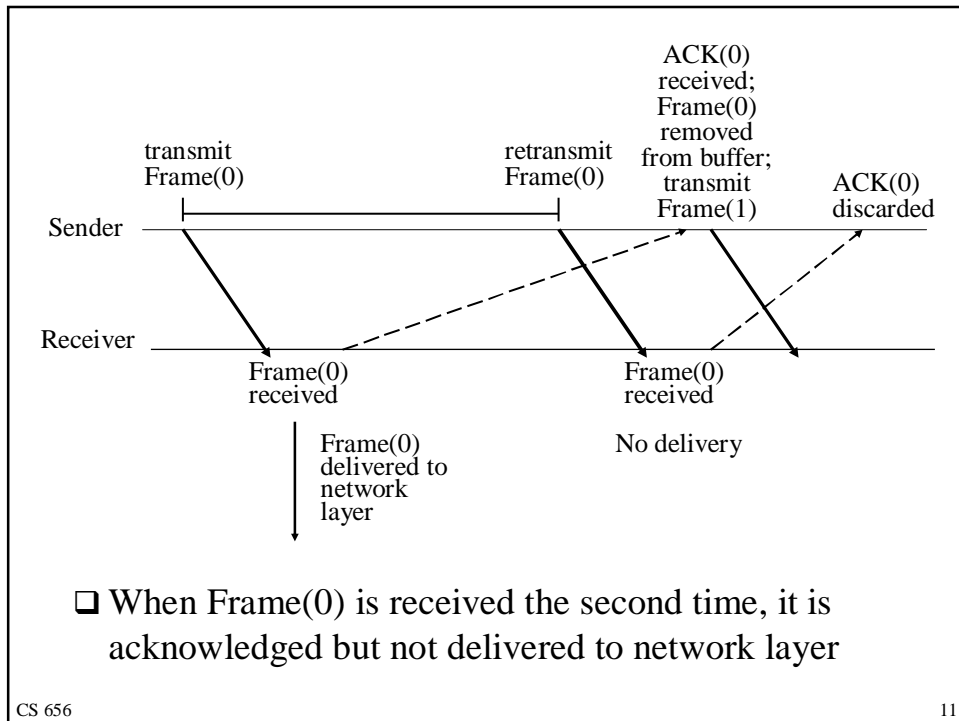 transmit
Frame(0)
retransmit
Frame(0)
ACK(0)
received;
Frame(0)
removed
from buffer;
transmit
Frame(1)
ACK(0)
discarded
Sender
Receiver
Frame(0)
received
Frame(0)
received
Frame(0)
delivered to
network
layer
No delivery
❑ When Frame(0) is received the second time, it is
acknowledged but not delivered to network layer
CS 656
11